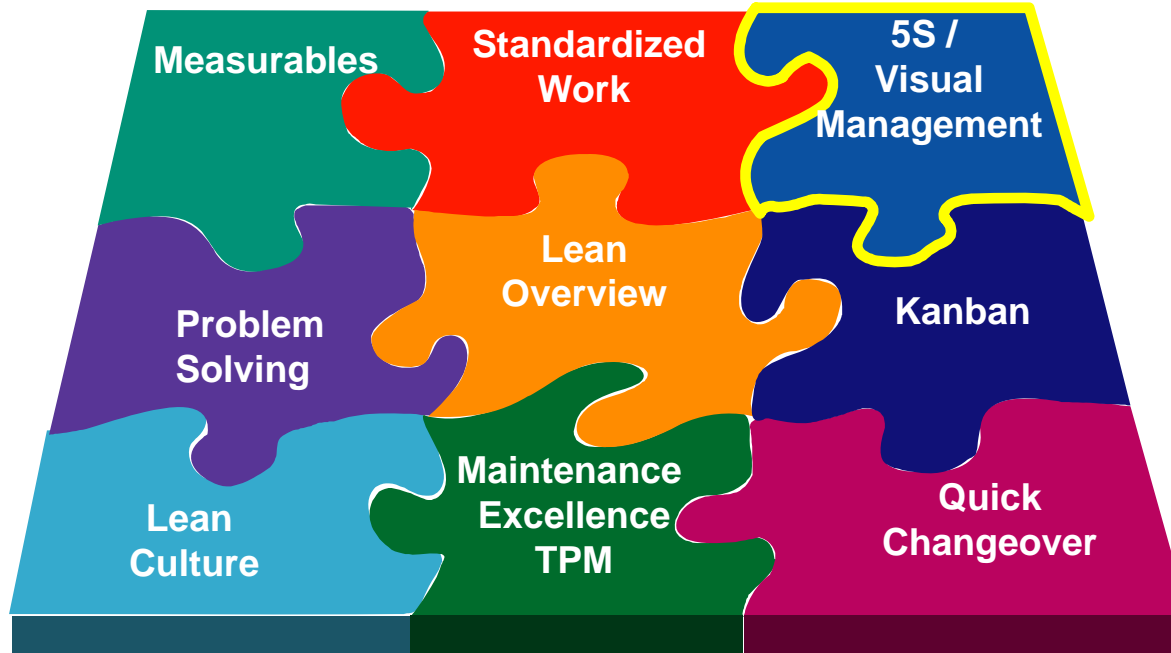 Measurables
Standardized
Work
5S /
Visual
Management
Problem
Solving
Lean
Overview
Kanban
Lean
Culture
Maintenance
Excellence
TPM
Quick
Changeover